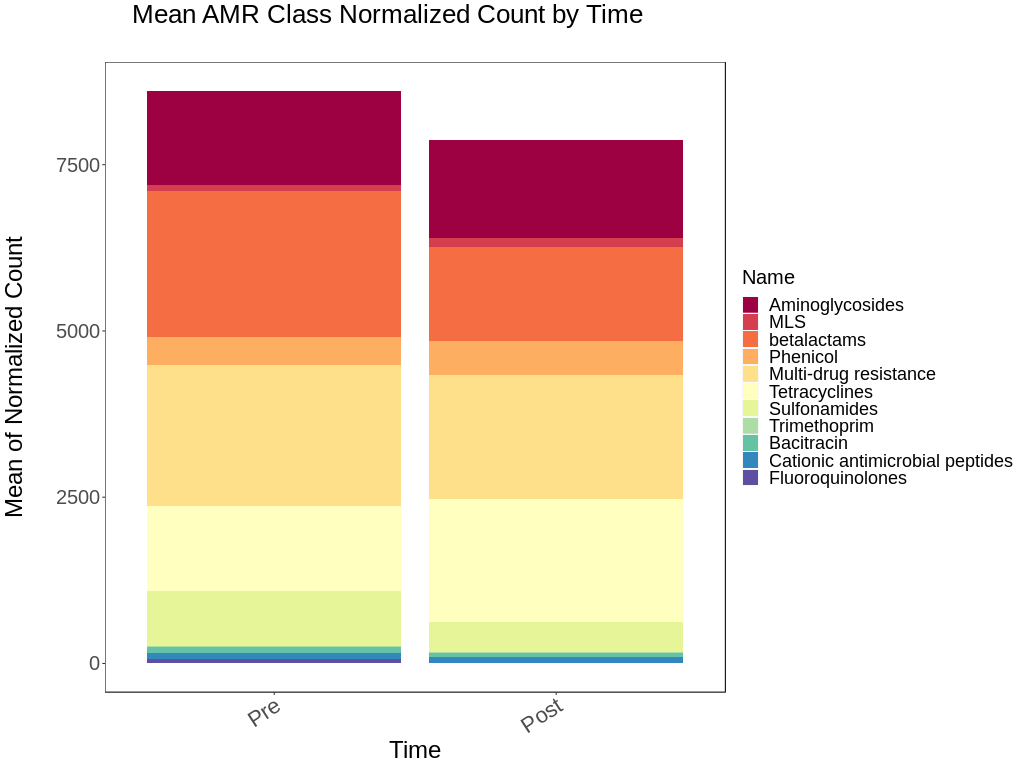 Mean AMR Class Normalized Count by Time
Mean of Normalized Count
7500
5000
2500
0
Pre
Post
Time
Name
Aminoglycosides
MLS
betalactams
Phenicol
Multi-drug resistance
Tetracyclines
Sulfonamides
Trimethoprim
Bacitracin
Cationic antimicrobial peptides
Fluoroquinolones